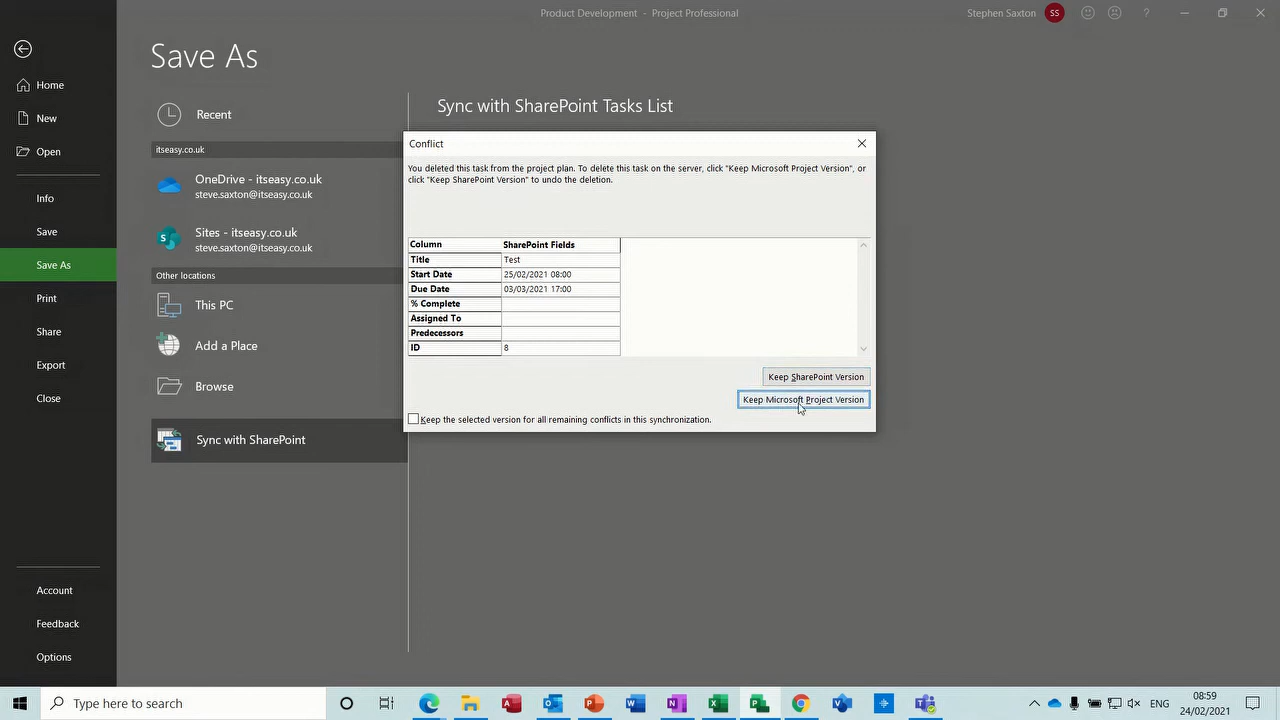 Product Development - Project Professional
Stephen Saxton
SS
?
Save As
Home
New
Open
Info
Save
Save As
Print
Share
Export
Close
Account
Feedback
Options
Recent
itseasy.co.uk
OneDrive - itseasy.co.uk
steve.saxton@itseasy.co.uk
Sites - itseasy.co.uk
steve.saxton@itseasy.co.uk
Other locations
This PC
Add a Place
Browse
Sync with SharePoint
Sync with SharePoint Tasks List
Conflict
You deleted this task from the project plan. To delete this task on the server, click "Keep Microsoft Project Version", or
click "Keep SharePoint Version" to undo the deletion.
Column SharePoint Fields
Title Test
Start Date 25/02/2021 08:00
Due Date 03/03/2021 17:00
% Complete
Assigned To
Predecessors
ID 8
Keep SharePoint Version
Keep Microsoft Project Version
Keep the selected version for all remaining conflicts in this synchronization.
Type here to search
ENG
08:59
24/02/2021